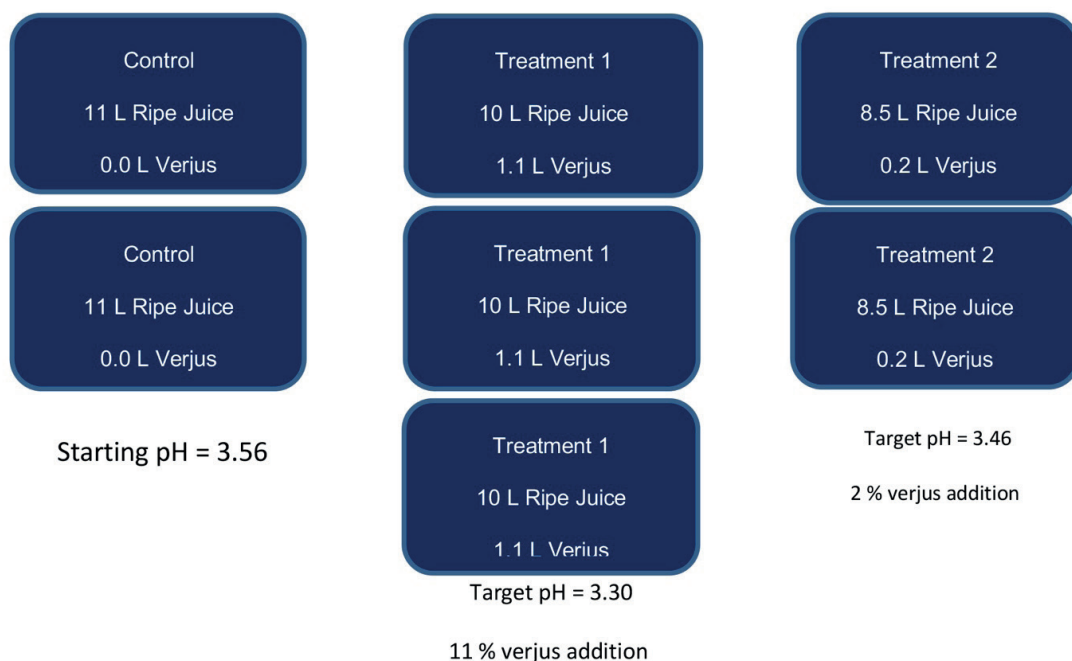 Control
11 L Ripe Juice
0.0 L Verjus
Control
11 L Ripe Juice
0.0 L Verjus
Starting pH = 3.56
Treatment 1
10 L Ripe Juice
1.1 L Verjus
Treatment 1
10 L Ripe Juice
1.1 L Verjus
Treatment 1
10 L Ripe Juice
1.1 L Verjus
Target pH = 3.30
11 % verjus addition
Treatment 2
8.5 L Ripe Juice
0.2 L Verjus
Treatment 2
8.5 L Ripe Juice
0.2 L Verjus
Target pH = 3.46
2 % verjus addition